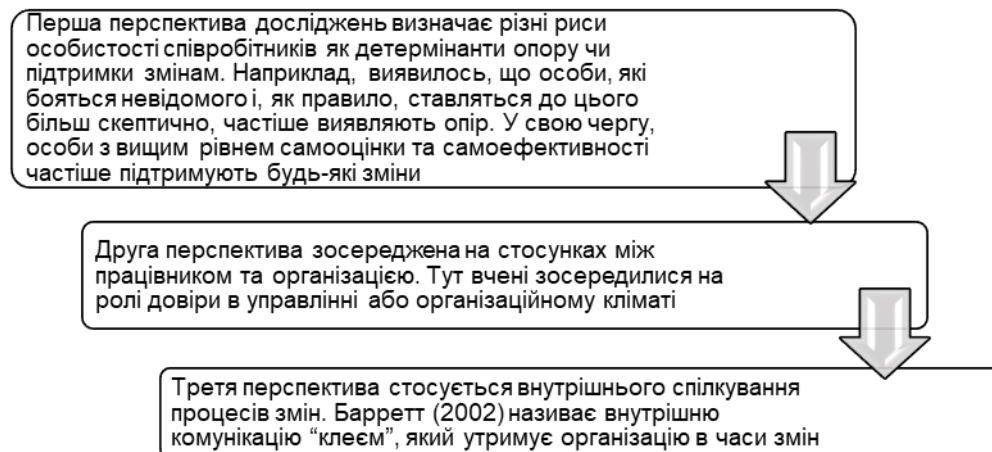 Перша перспектива досліджень визначає різні риси
особистості співробітників як детермінанти опору чи
підтримки змінам. Наприклад, виявилось, що особи, які
бояться невідомого і, як правило, ставляться до цього
більш скептично, частіше виявляють опір. У свою чергу,
особи з вищим рівнем самооцінки та самоефективності
частіше підтримують будь-які зміни
Друга перспектива зосереджена на стосунках між
працівником та організацією. Тут вчені зосередилися на
ролі довіри в управлінні або організаційному кліматі
Третя перспектива стосується внутрішнього спілкування
процесів змін. Барретт (2002) називає внутрішню
комунікацію “клеєм”, який утримує організацію в часи змін